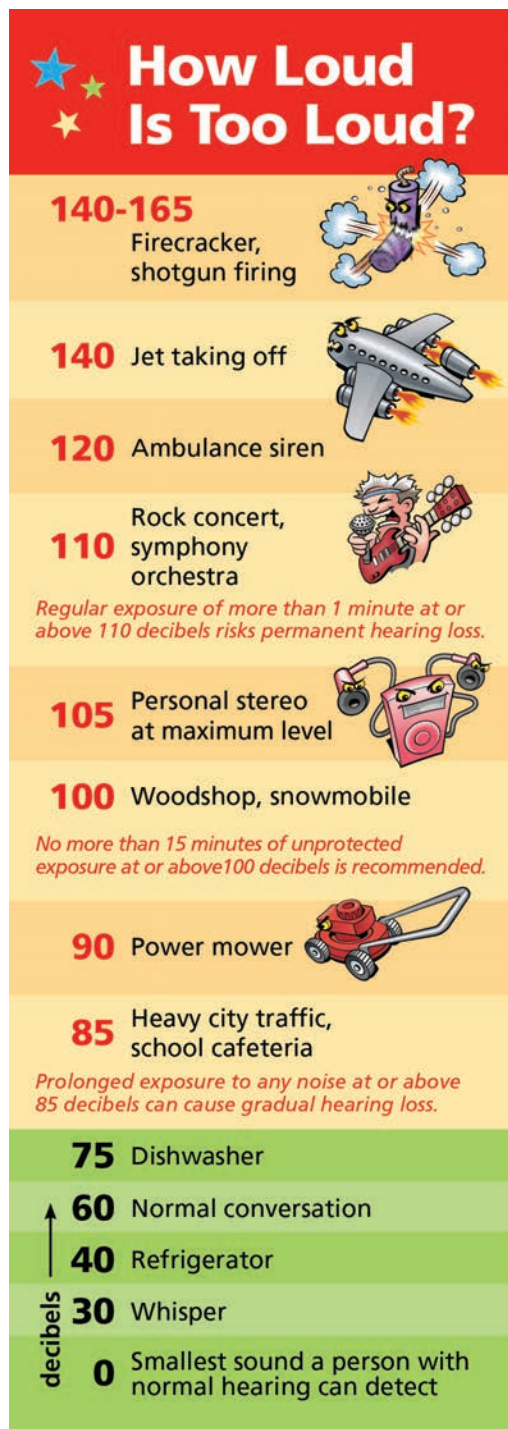 How Loud
Is Too Loud?
140-165
Firecracker,
shotgun firing
140 Jet taking off
120 Ambulance siren
Rock concert,
110 symphony
orchestra
Regular exposure of more than 1 minute at or
above 110 decibels risks permanent hearing loss.
105 Personal stereo
at maximum level
100 Woodshop, snowmobile
No more than 15 minutes of unprotected
exposure at or above100 decibels is recommended.
90 Power mower
85 Heavy city traffic,
school cafeteria
Prolonged exposure to any noise at or above
85 decibels can cause gradual hearing loss.
75 Dishwasher
60 Normal conversation
40 Refrigerator
30 Whisper
0 Smallest sound a person with
normal hearing can detect
decibels